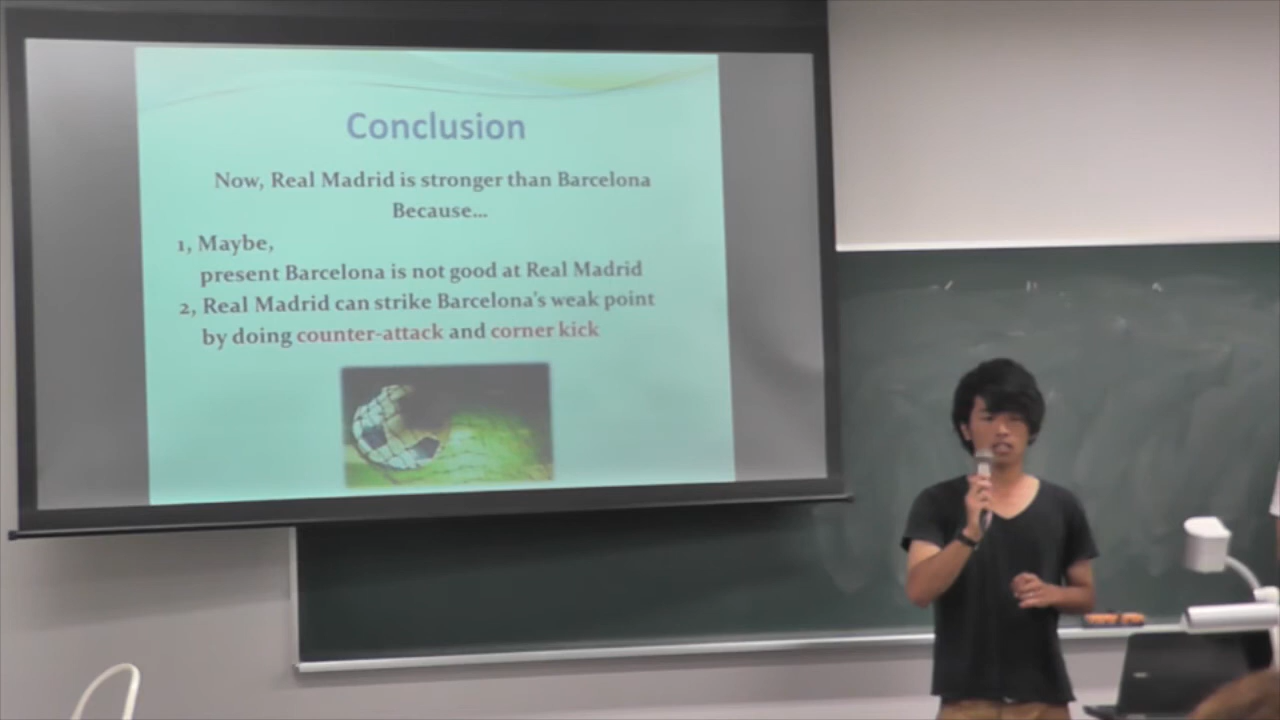 Conclusion
Now, Real Madrid is stronger than Barcelona
Because...
1, Maybe,
present Barcelona is not good at Real Madrid
2, Real Madrid can strike Barcelona's weak point
by doing counter-attack and corner kick